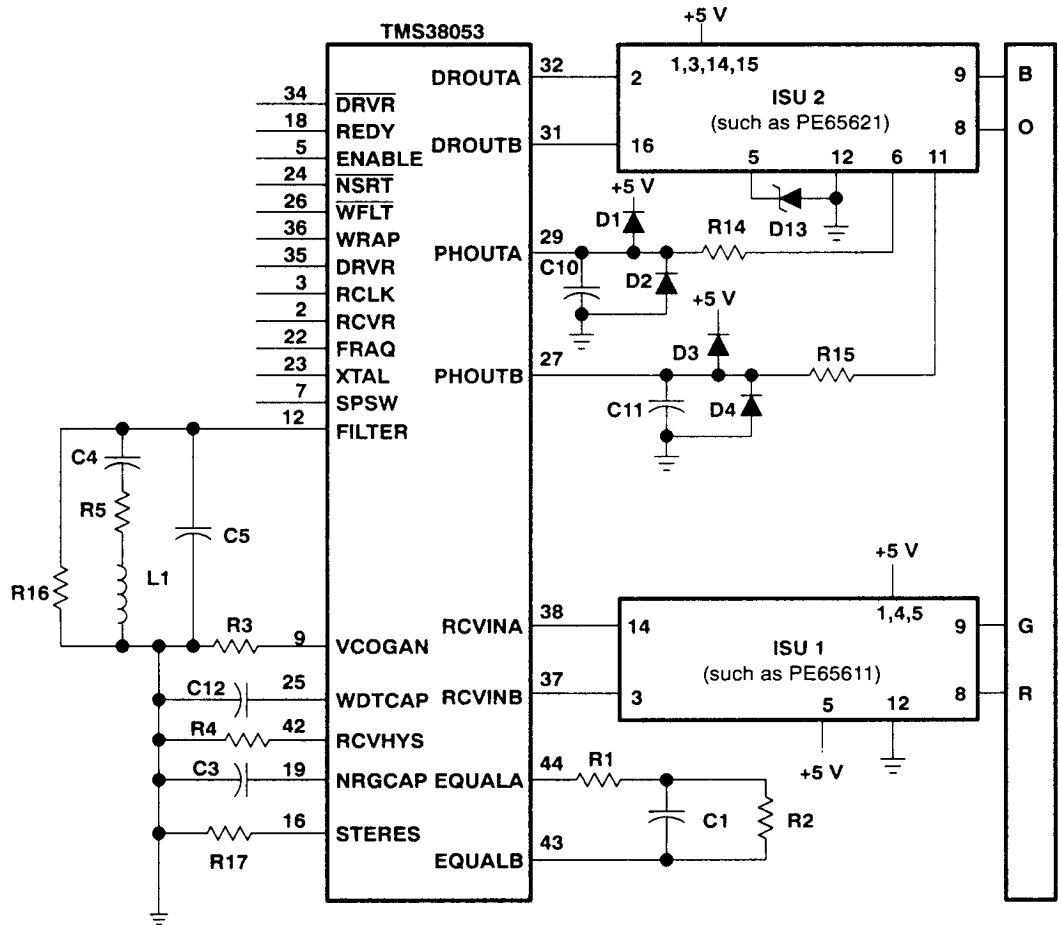 TMS38053
+5 V
34 DRVR
18 REDY
5 ENABLE
24 NSRT
26 WFLT
36 WRAP
35 DRVR
3 RCLK
2 RCVR
22 FRAQ
23 XTAL
7 SPSW
12 FILTER
DROUTA 32
DROUTB 31
2
16
1,3,14,15
ISU 2
(such as PE65621)
5 12 6 11
9 B
8 O
D13
+5 V
D1
R14
PHOUTA 29
C10
D2
+5 V
D3
R15
PHOUTB 27
C11
D4
C4
R5
C5
L1
R16
R3
9 VCOGAN
C12
25 WDTCAP
R4
42 RCVHYS
C3
19 NRGCAP
16 STERES
R17
+5 V
RCVINA 38
RCVINB 37
14
3
1,4,5
ISU 1
(such as PE65611)
5 12
9 G
8 R
+5 V
EQUALA 44
R1
C1
R2
EQUALB 43